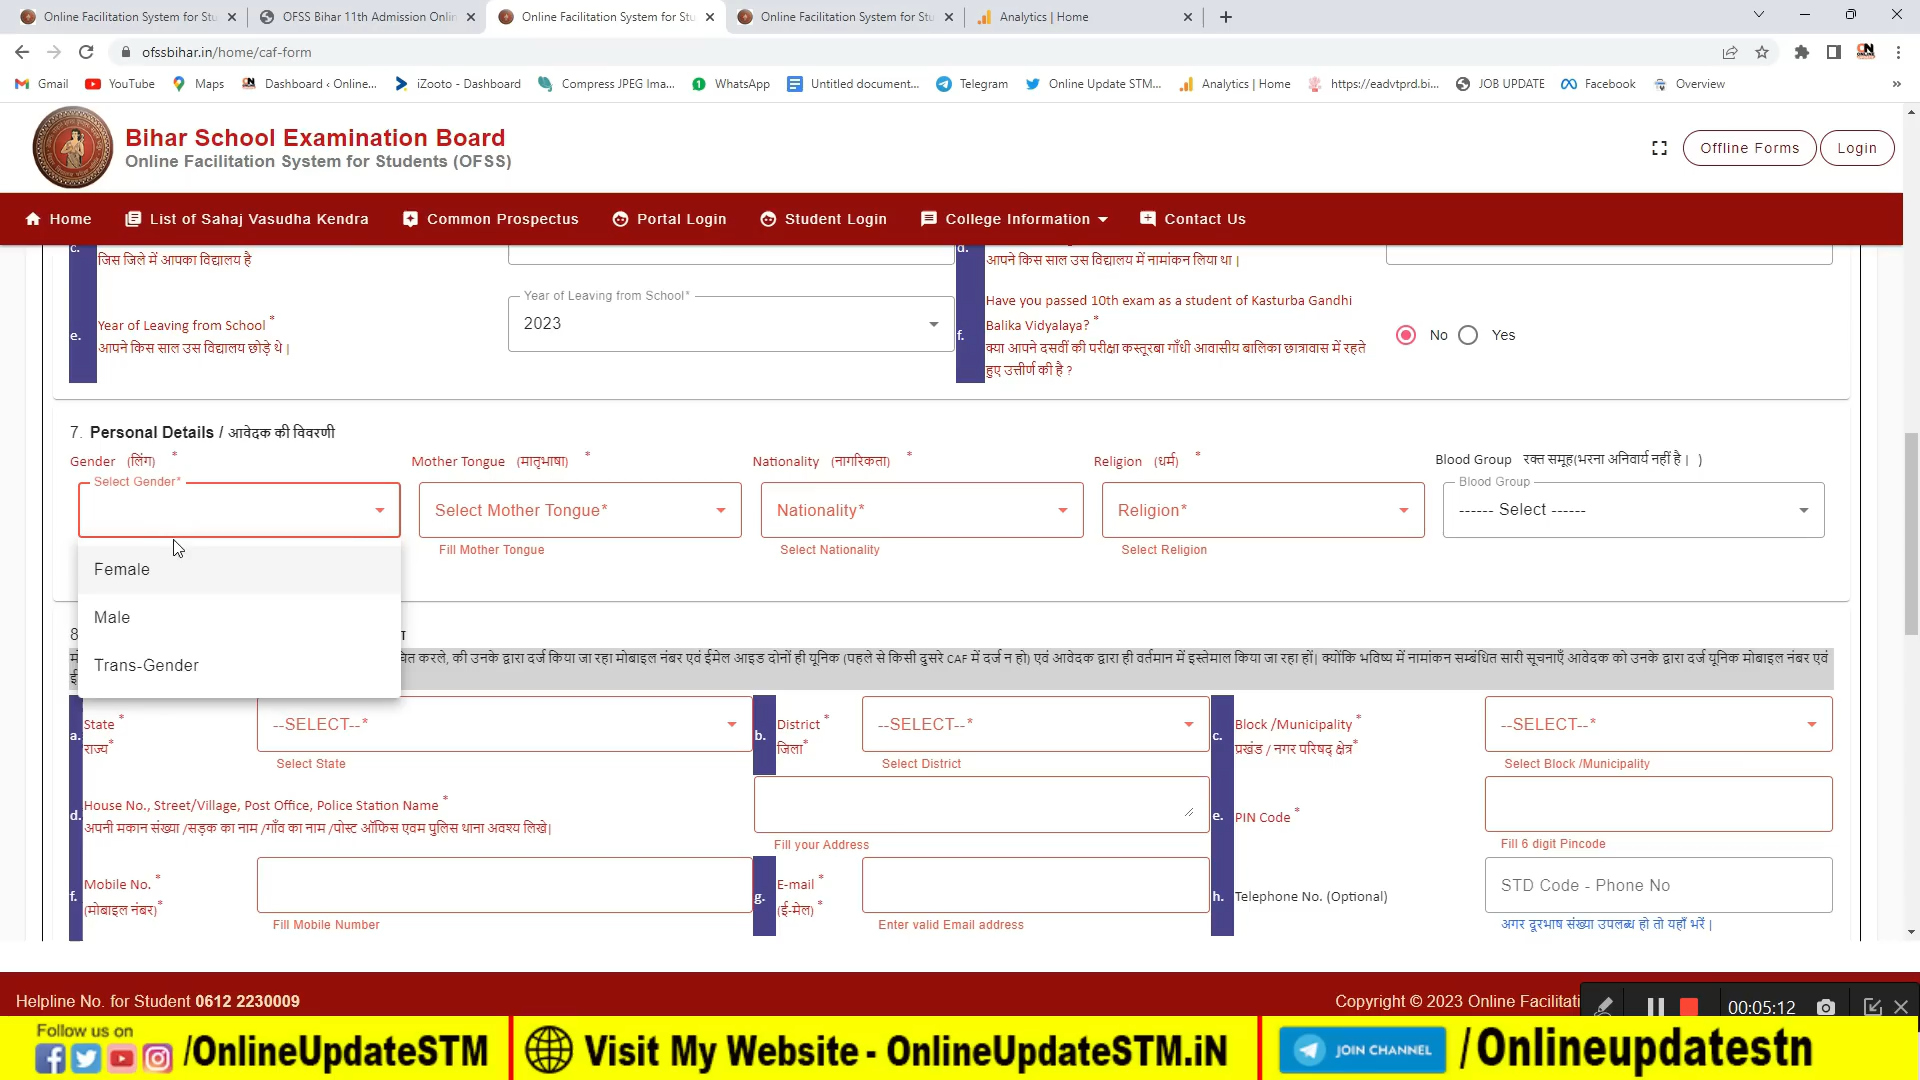 Online Facilitation System for Stu
OFSS Bihar 11th Admission Onlin
Online Facilitation System for Stu
Online Facilitation System for Stu
Analytics | Home
ofssbihar.in/home/caf-form
Gmail
YouTube
Maps
Dashboard ‹ Online...
iZooto - Dashboard
Compress JPEG Ima...
WhatsApp
Untitled document...
Telegram
Online Update STM...
Analytics | Home
https://eadvtprd.bi...
JOB UPDATE
Facebook
Overview
Bihar School Examination Board
Online Facilitation System for Students (OFSS)
Offline Forms
Login
Home
List of Sahaj Vasudha Kendra
Common Prospectus
Portal Login
Student Login
College Information
Contact Us
c.
जिस जिले में आपका विद्यालय है
d.
आपने किस साल उस विद्यालय में नामांकन लिया था |
e.
Year of Leaving from School *
आपने किस साल विद्यालय छोड़े थे |
Year of Leaving from School*
2023
f.
Have you passed 10th exam as a student of Kasturba Gandhi
Balika Vidyalaya? *
क्या आपने दसवीं की परीक्षा कस्तूरबा गाँधी आवासीय बालिका छात्रावास में रहते
हुए उत्तीर्ण की है ?
No
Yes
7. Personal Details / आवेदक की विवरणी
Gender (लिंग) *
Mother Tongue (मातृभाषा) *
Nationality (नागरिकता) *
Religion (धर्म) *
Blood Group रक्त समूह(भरना अनिवार्य नहीं है | )
Select Gender*
Select Mother Tongue*
Nationality*
Religion*
Blood Group
------ Select ------
Fill Mother Tongue
Select Nationality
Select Religion
Female
Male
Trans-Gender
8
चित करले, की उनके द्वारा दर्ज किया जा रहा मोबाइल नंबर एवं ईमेल आइड दोनों ही यूनिक (पहले से किसी दुसरे CAF में दर्ज न हो) एवं आवेदक द्वारा ही वर्तमान में इस्तेमाल किया जा रहा हों| क्योंकि भविष्य में नामांकन सम्बंधित सारी सूचनाएँ आवेदक को उनके द्वारा दर्ज यूनिक मोबाइल नंबर एवं
a.
State *
राज्य*
--SELECT--*
Select State
b.
District *
जिला*
--SELECT--*
Select District
c.
Block /Municipality *
प्रखंड / नगर परिषद् क्षेत्र*
--SELECT--*
Select Block /Municipality
d.
House No., Street/Village, Post Office, Police Station Name *
अपनी मकान संख्या /सड़क का नाम /गाँव का नाम /पोस्ट ऑफिस एवम पुलिस थाना अवश्य लिखे|
Fill your Address
e.
PIN Code *
Fill 6 digit Pincode
f.
Mobile No. *
(मोबाइल नंबर)*
Fill Mobile Number
g.
E-mail *
(ई-मेल) *
Enter valid Email address
h.
Telephone No. (Optional)
STD Code - Phone No
अगर दूरभाष संख्या उपलब्ध हो तो यहाँ भरें |
Helpline No. for Student 0612 2230009
Copyright © 2023 Online Facilitati
00:05:12
Follow us on
/OnlineUpdateSTM
Visit My Website - OnlineUpdateSTM.iN
JOIN CHANNEL
/Onlineupdatestn